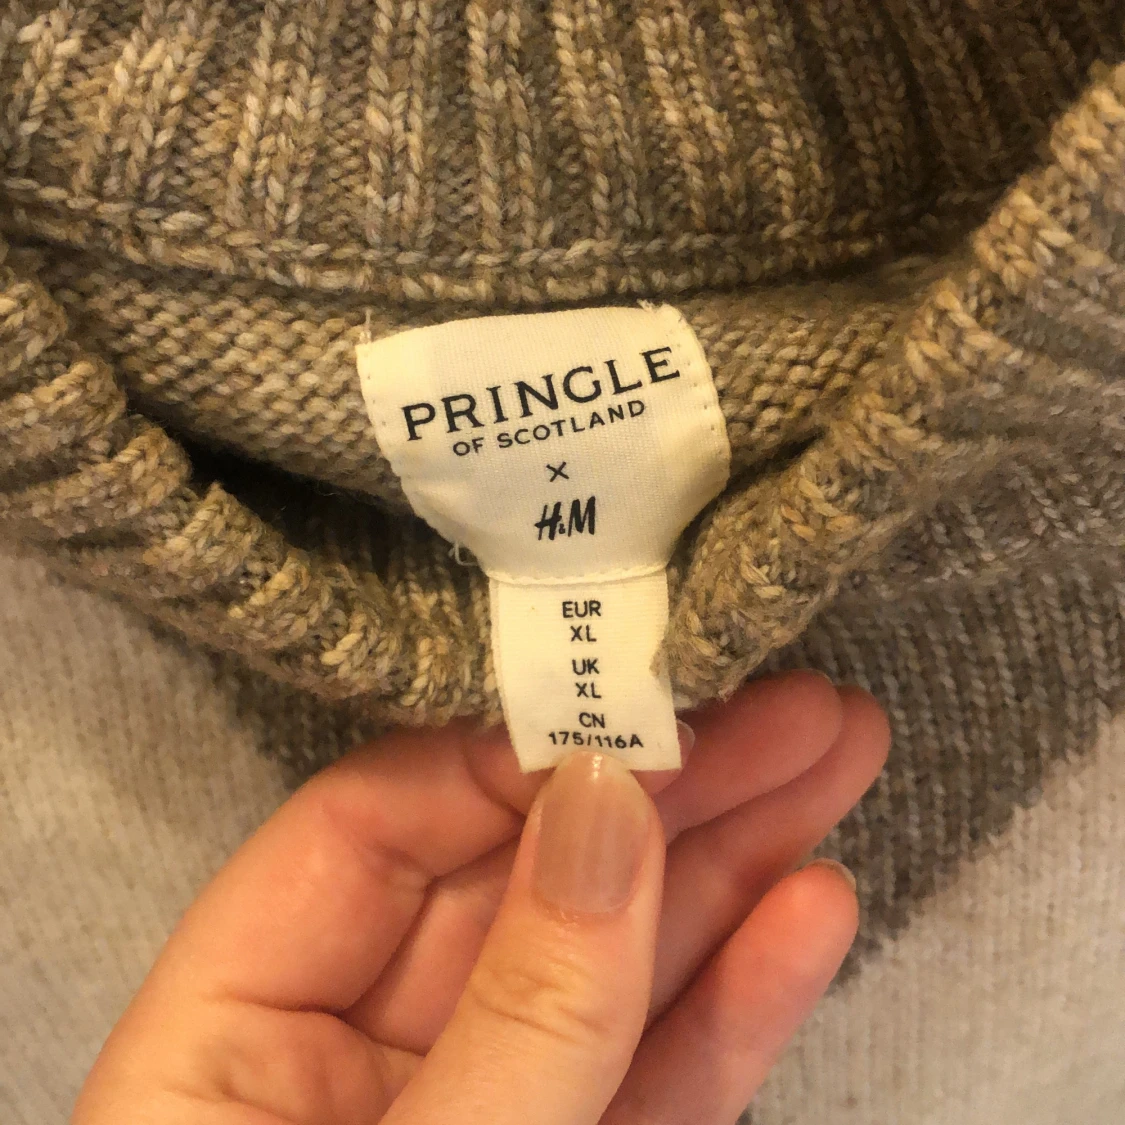 PRINGLE
OF SCOTLAND
X
H&M
EUR
XL
UK
XL
CN
175/116A